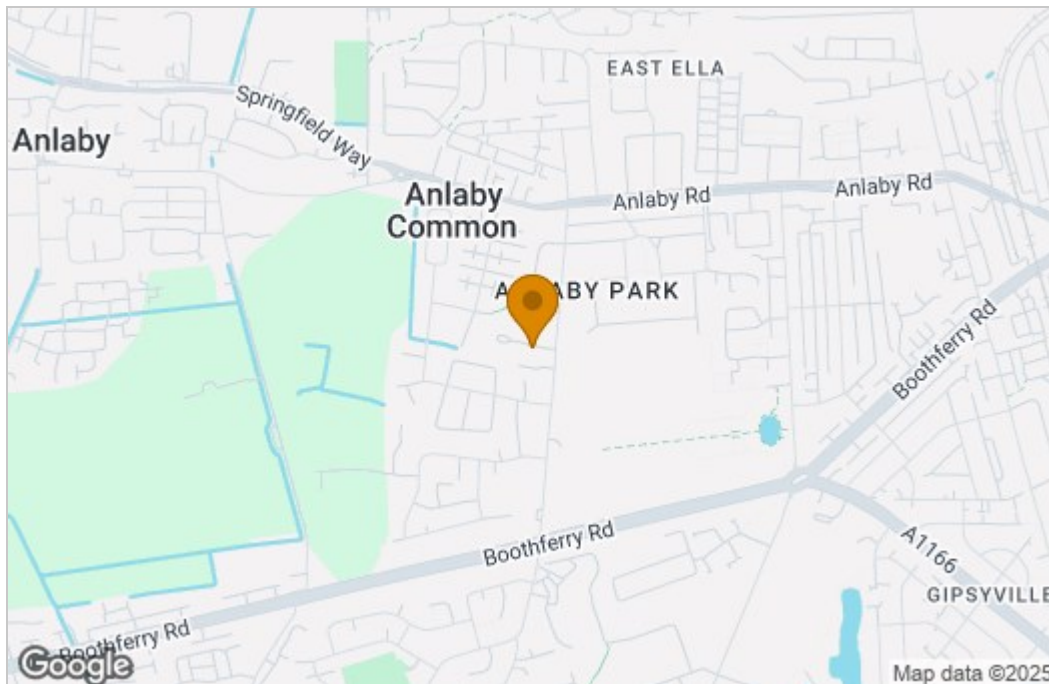 EAST ELLA
Springfield Way
Anlaby
Anlaby Rd
Anlaby Rd
Anlaby
Common
A ABY PARK
Boothferry Rd
Boothferry Rd
A1166
GIPSYVILLE
Boothferry Rd
Google
Map data ©2025